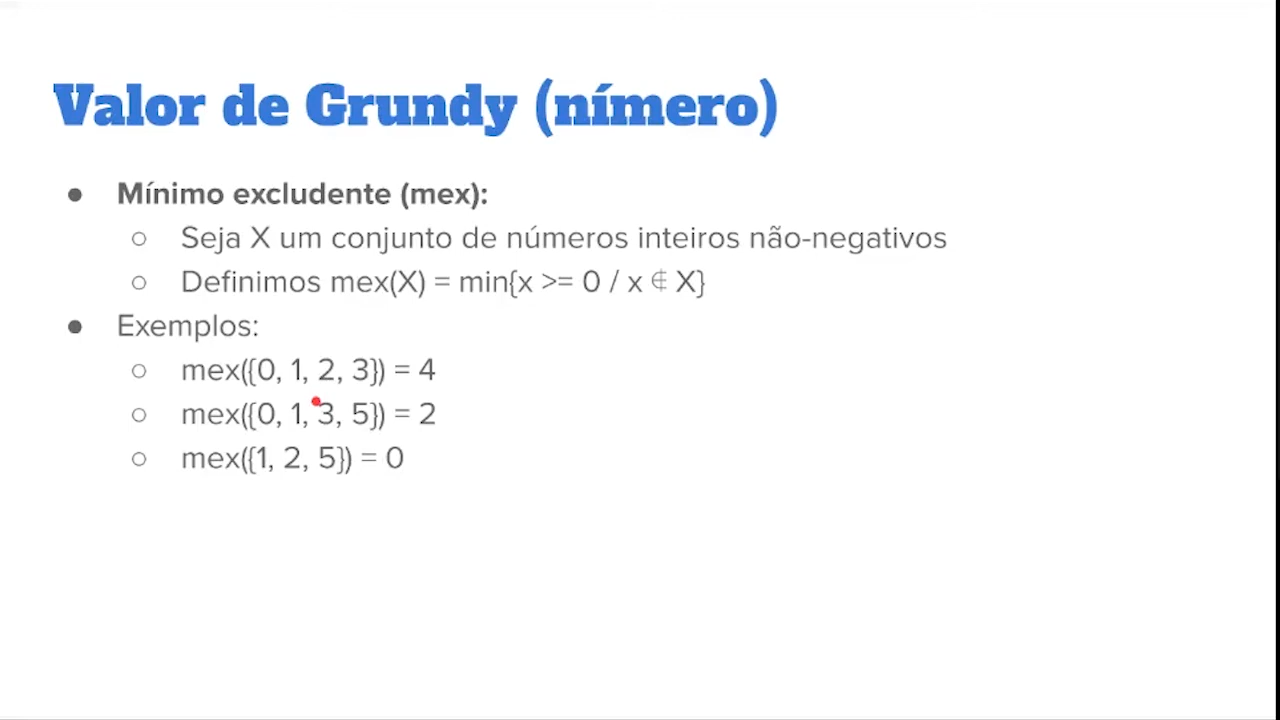 Valor de Grundy (nímero)
● Mínimo excludente (mex):
○ Seja X um conjunto de números inteiros não-negativos
○ Definimos mex(X) = min{x >= 0 / x ∉ X}
● Exemplos:
○ mex({0, 1, 2, 3}) = 4
○ mex({0, 1, 3, 5}) = 2
○ mex({1, 2, 5}) = 0